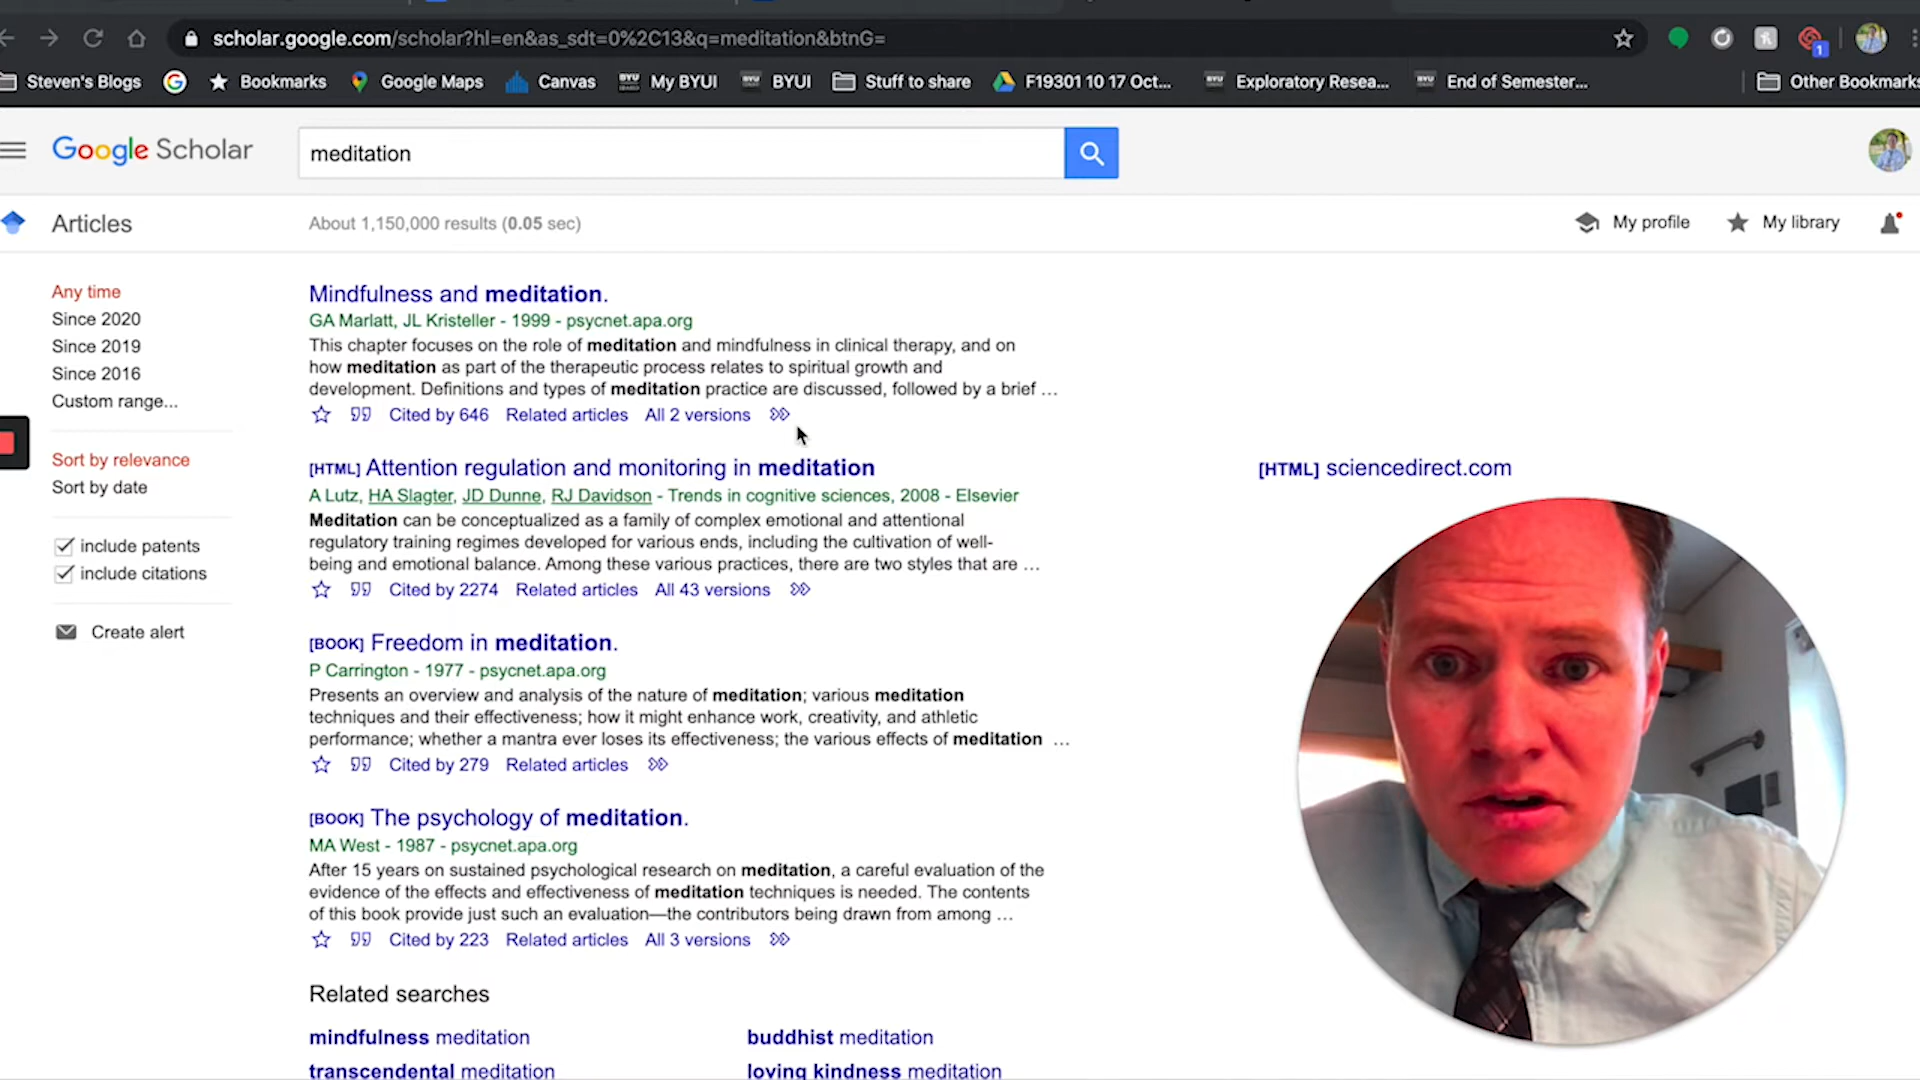 scholar.google.com/scholar?hl=en&as_sdt=0%2C13&q=meditation&btnG=
1
Steven's Blogs Bookmarks Google Maps Canvas My BYUI BYUI Stuff to share F19301 10 17 Oct... Exploratory Resea... End of Semester... Other Bookmarks
Google Scholar
meditation
Articles
About 1,150,000 results (0.05 sec)
My profile
My library
Any time
Since 2020
Since 2019
Since 2016
Custom range...
Sort by relevance
Sort by date
include patents
include citations
Create alert
Mindfulness and meditation.
GA Marlatt, JL Kristeller - 1999 - psycnet.apa.org
This chapter focuses on the role of meditation and mindfulness in clinical therapy, and on
how meditation as part of the therapeutic process relates to spiritual growth and
development. Definitions and types of meditation practice are discussed, followed by a brief …
Cited by 646 Related articles All 2 versions
[HTML] Attention regulation and monitoring in meditation
[HTML] sciencedirect.com
A Lutz, HA Slagter, JD Dunne, RJ Davidson - Trends in cognitive sciences, 2008 - Elsevier
Meditation can be conceptualized as a family of complex emotional and attentional
regulatory training regimes developed for various ends, including the cultivation of well-
being and emotional balance. Among these various practices, there are two styles that are …
Cited by 2274 Related articles All 43 versions
[BOOK] Freedom in meditation.
P Carrington - 1977 - psycnet.apa.org
Presents an overview and analysis of the nature of meditation; various meditation
techniques and their effectiveness; how it might enhance work, creativity, and athletic
performance; whether a mantra ever loses its effectiveness; the various effects of meditation …
Cited by 279 Related articles
[BOOK] The psychology of meditation.
MA West - 1987 - psycnet.apa.org
After 15 years on sustained psychological research on meditation, a careful evaluation of the
evidence of the effects and effectiveness of meditation techniques is needed. The contents
of this book provide just such an evaluation—the contributors being drawn from among …
Cited by 223 Related articles All 3 versions
Related searches
mindfulness meditation
buddhist meditation
transcendental meditation
loving kindness meditation